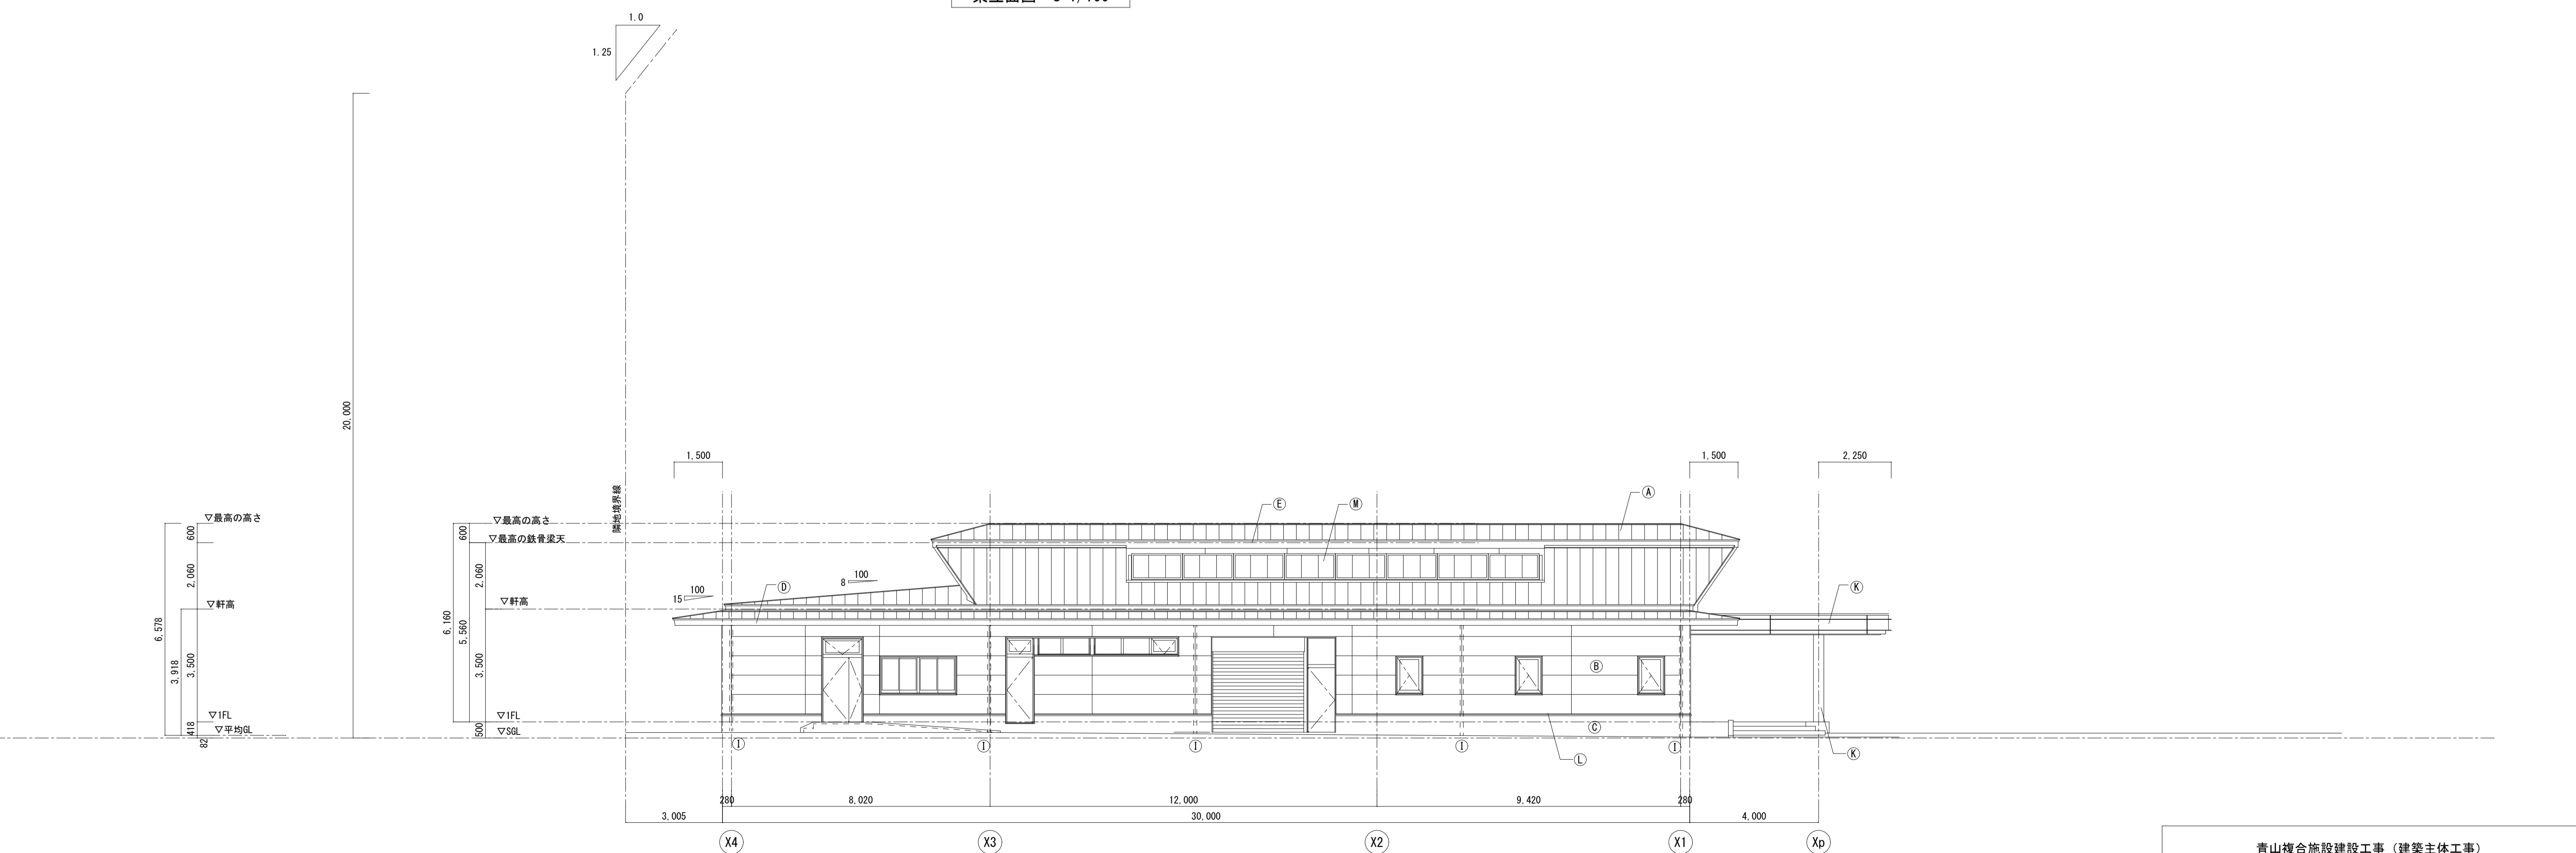 1.0
1.25
20,000
隣地境界線
1,500
1,500
2,250
▽最高の高さ
600
2,060
▽軒高
6,578
3,918
3,500
▽1FL
418
▽平均GL
82
▽最高の高さ
600
▽最高の鉄骨梁天
2,060
▽軒高
6,160
5,560
3,500
▽1FL
500
▽SGL
Ⓔ
Ⓜ
Ⓐ
Ⓓ
100
8
100
15
Ⓚ
Ⓑ
Ⓒ
Ⓘ
Ⓘ
Ⓘ
Ⓘ
Ⓘ
Ⓛ
Ⓚ
280
8,020
12,000
9,420
280
3,005
30,000
4,000
X4
X3
X2
X1
Xp
青山複合施設建設工事（建築主体工事）